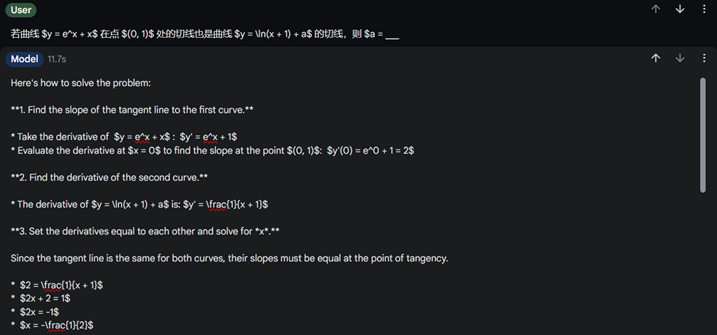 User
若曲线 $y = e^x + x$ 在点 $(0, 1)$ 处的切线也是曲线 $y = \ln(x + 1) + a$ 的切线，则 $a = ___
Model 11.7s
Here's how to solve the problem:
**1. Find the slope of the tangent line to the first curve.**
* Take the derivative of $y = e^x + x$ : $y' = e^x + 1$
* Evaluate the derivative at $x = 0$ to find the slope at the point $(0, 1)$: $y'(0) = e^0 + 1 = 2$
**2. Find the derivative of the second curve.**
* The derivative of $y = \ln(x + 1) + a$ is: $y' = \frac{1}{x + 1}$
**3. Set the derivatives equal to each other and solve for *x*.**
Since the tangent line is the same for both curves, their slopes must be equal at the point of tangency.
* $2 = \frac{1}{x + 1}$
* $2x + 2 = 1$
* $2x = -1$
* $x = -\frac{1}{2}$